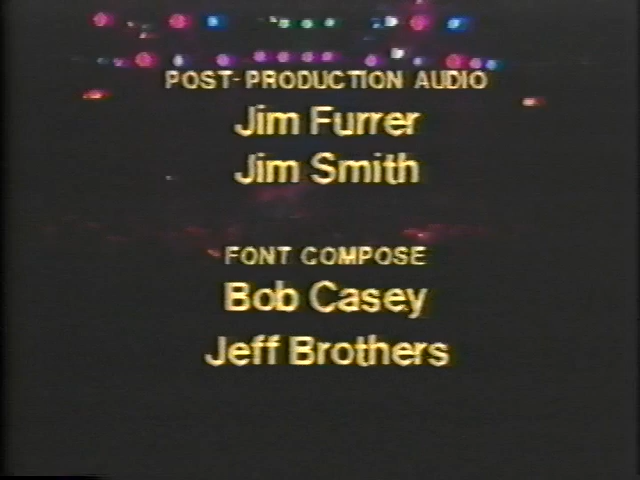 POST-PRODUCTION AUDIO
Jim Furrer
Jim Smith
FONT COMPOSE
Bob Casey
Jeff Brothers